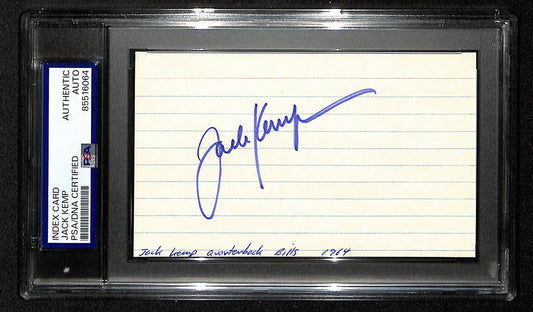 INDEX CARD
JACK KEMP
PSA/DNA CERTIFIED
AUTHENTIC
AUTO
85516064
PSA
Jack Kemp
Jack Kemp Quarterback Bills 1964